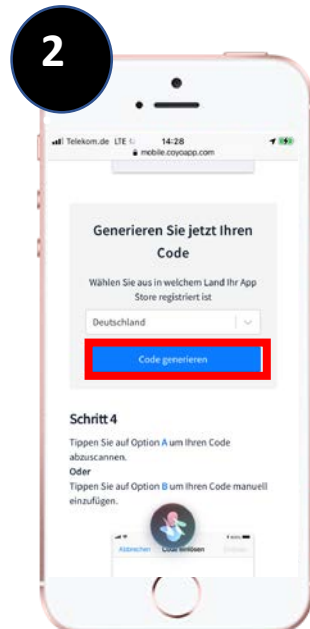 2
Telekom.de LTE 14:28
mobile.coyoapp.com
Generieren Sie jetzt Ihren
Code
Wählen Sie aus in welchem Land Ihr App
Store registriert ist
Deutschland
Code generieren
Schritt 4
Tippen Sie auf Option A um Ihren Code
abzuscannen.
Oder
Tippen Sie auf Option B um Ihren Code manuell
einzufügen.
Abbrechen Code einlösen